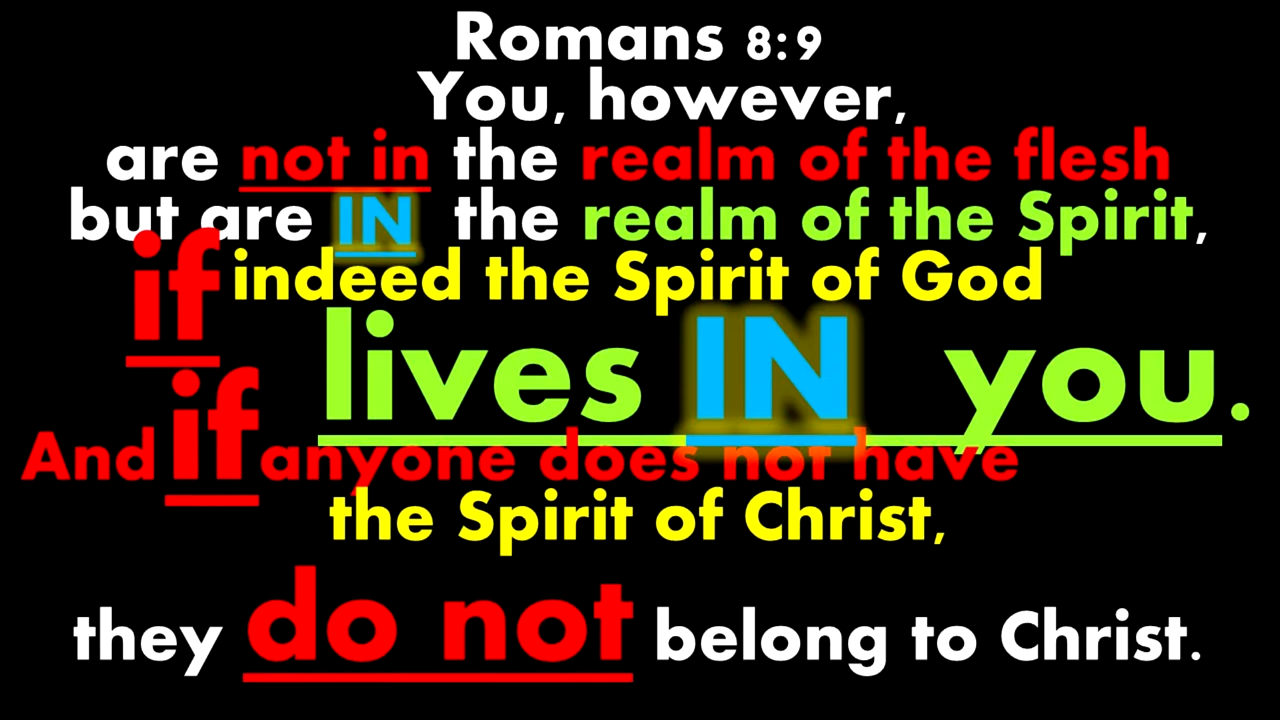 Romans 8:9
You, however,
are not in the realm of the flesh
but are IN the realm of the Spirit,
if indeed the Spirit of God
lives IN you.
And if anyone does not have
the Spirit of Christ,
they do not belong to Christ.